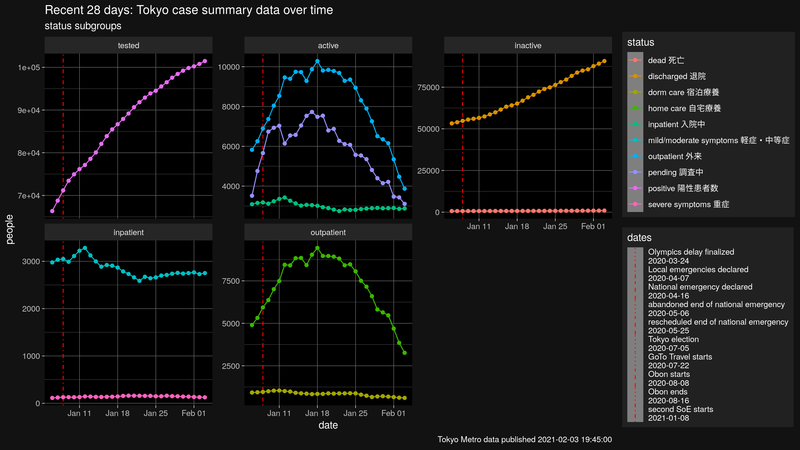 Recent 28 days: Tokyo case summary data over time
status subgroups
tested
active
inactive
1e+05
9e+04
8e+04
7e+04
10000
8000
6000
4000
75000
50000
25000
0
Jan 11
Jan 18
Jan 25
Feb 01
people
inpatient
outpatient
3000
2000
1000
0
7500
5000
2500
Jan 11
Jan 18
Jan 25
Feb 01
Jan 11
Jan 18
Jan 25
Feb 01
date
status
dead 死亡
discharged 退院
dorm care 宿泊療養
home care 自宅療養
inpatient 入院中
mild/moderate symptoms 軽症・中等症
outpatient 外来
pending 調査中
positive 陽性患者数
severe symptoms 重症
dates
Olympics delay finalized
2020-03-24
Local emergencies declared
2020-04-07
National emergency declared
2020-04-16
abandoned end of national emergency
2020-05-06
rescheduled end of national emergency
2020-05-25
Tokyo election
2020-07-05
GoTo Travel starts
2020-07-22
Obon starts
2020-08-08
Obon ends
2020-08-16
second SoE starts
2021-01-08
Tokyo Metro data published 2021-02-03 19:45:00